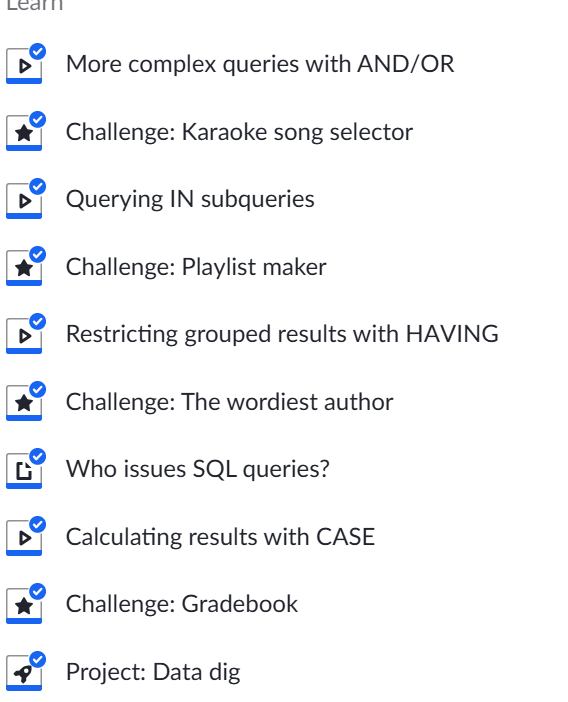 Learn
More complex queries with AND/OR
Challenge: Karaoke song selector
Querying IN subqueries
Challenge: Playlist maker
Restricting grouped results with HAVING
Challenge: The wordiest author
Who issues SQL queries?
Calculating results with CASE
Challenge: Gradebook
Project: Data dig